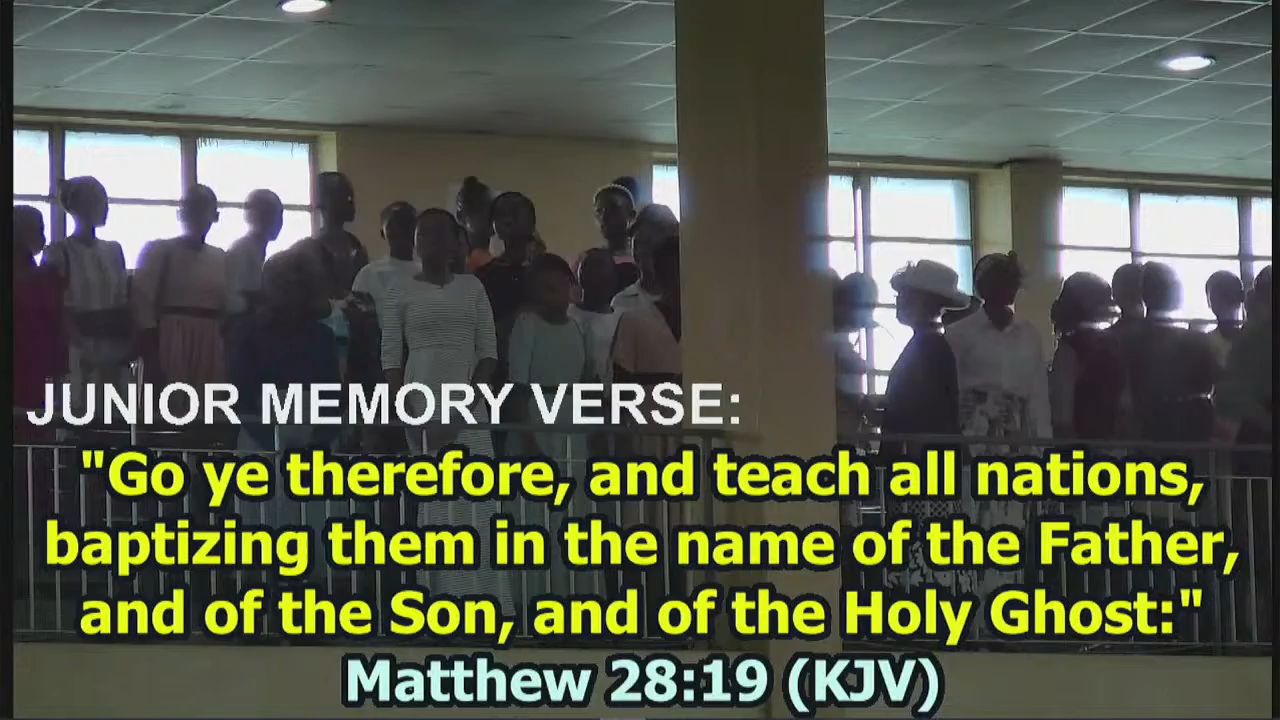 JUNIOR MEMORY VERSE:
"Go ye therefore, and teach all nations,
baptizing them in the name of the Father,
and of the Son, and of the Holy Ghost:"
Matthew 28:19 (KJV)